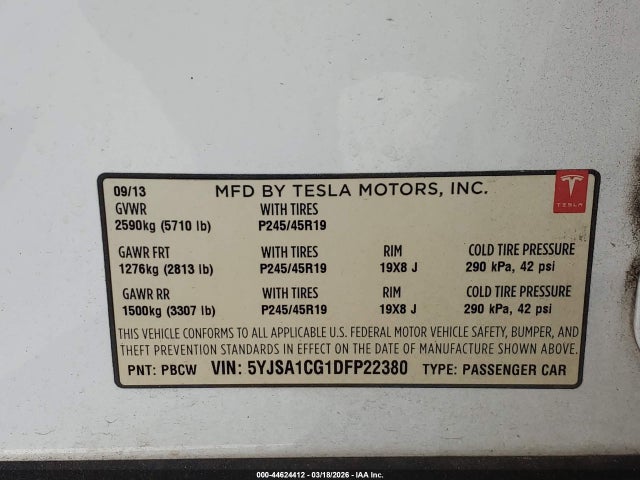 09/13 MFD BY TESLA MOTORS, INC.
TESLA
GVWR WITH TIRES
2590kg (5710 lb) P245/45R19
GAWR FRT WITH TIRES RIM COLD TIRE PRESSURE
1276kg (2813 lb) P245/45R19 19X8 J 290 kPa, 42 psi
GAWR RR WITH TIRES RIM COLD TIRE PRESSURE
1500kg (3307 lb) P245/45R19 19X8 J 290 kPa, 42 psi
THIS VEHICLE CONFORMS TO ALL APPLICABLE U.S. FEDERAL MOTOR VEHICLE SAFETY, BUMPER, AND
THEFT PREVENTION STANDARDS IN EFFECT ON THE DATE OF MANUFACTURE SHOWN ABOVE.
PNT: PBCW VIN: 5YJSA1CG1DFP22380 TYPE: PASSENGER CAR
000-44624412 | 03/18/2026 - IAA Inc.